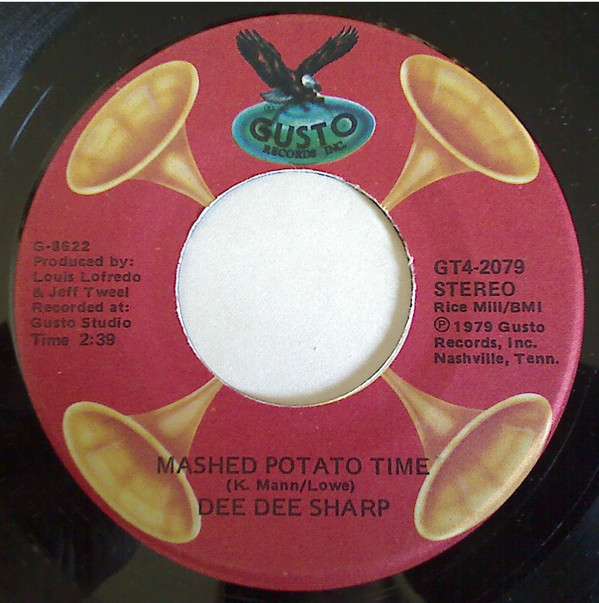 GUSTO
RECORDS INC.
G-8622
Produced by:
Louis Lofredo
& Jeff Tweel
Recorded at:
Gusto Studio
Time 2:39
GT4-2079
STEREO
Rice Mill/BMI
Ⓟ 1979 Gusto
Records, Inc.
Nashville, Tenn.
MASHED POTATO TIME
(K. Mann/Lowe)
DEE DEE SHARP